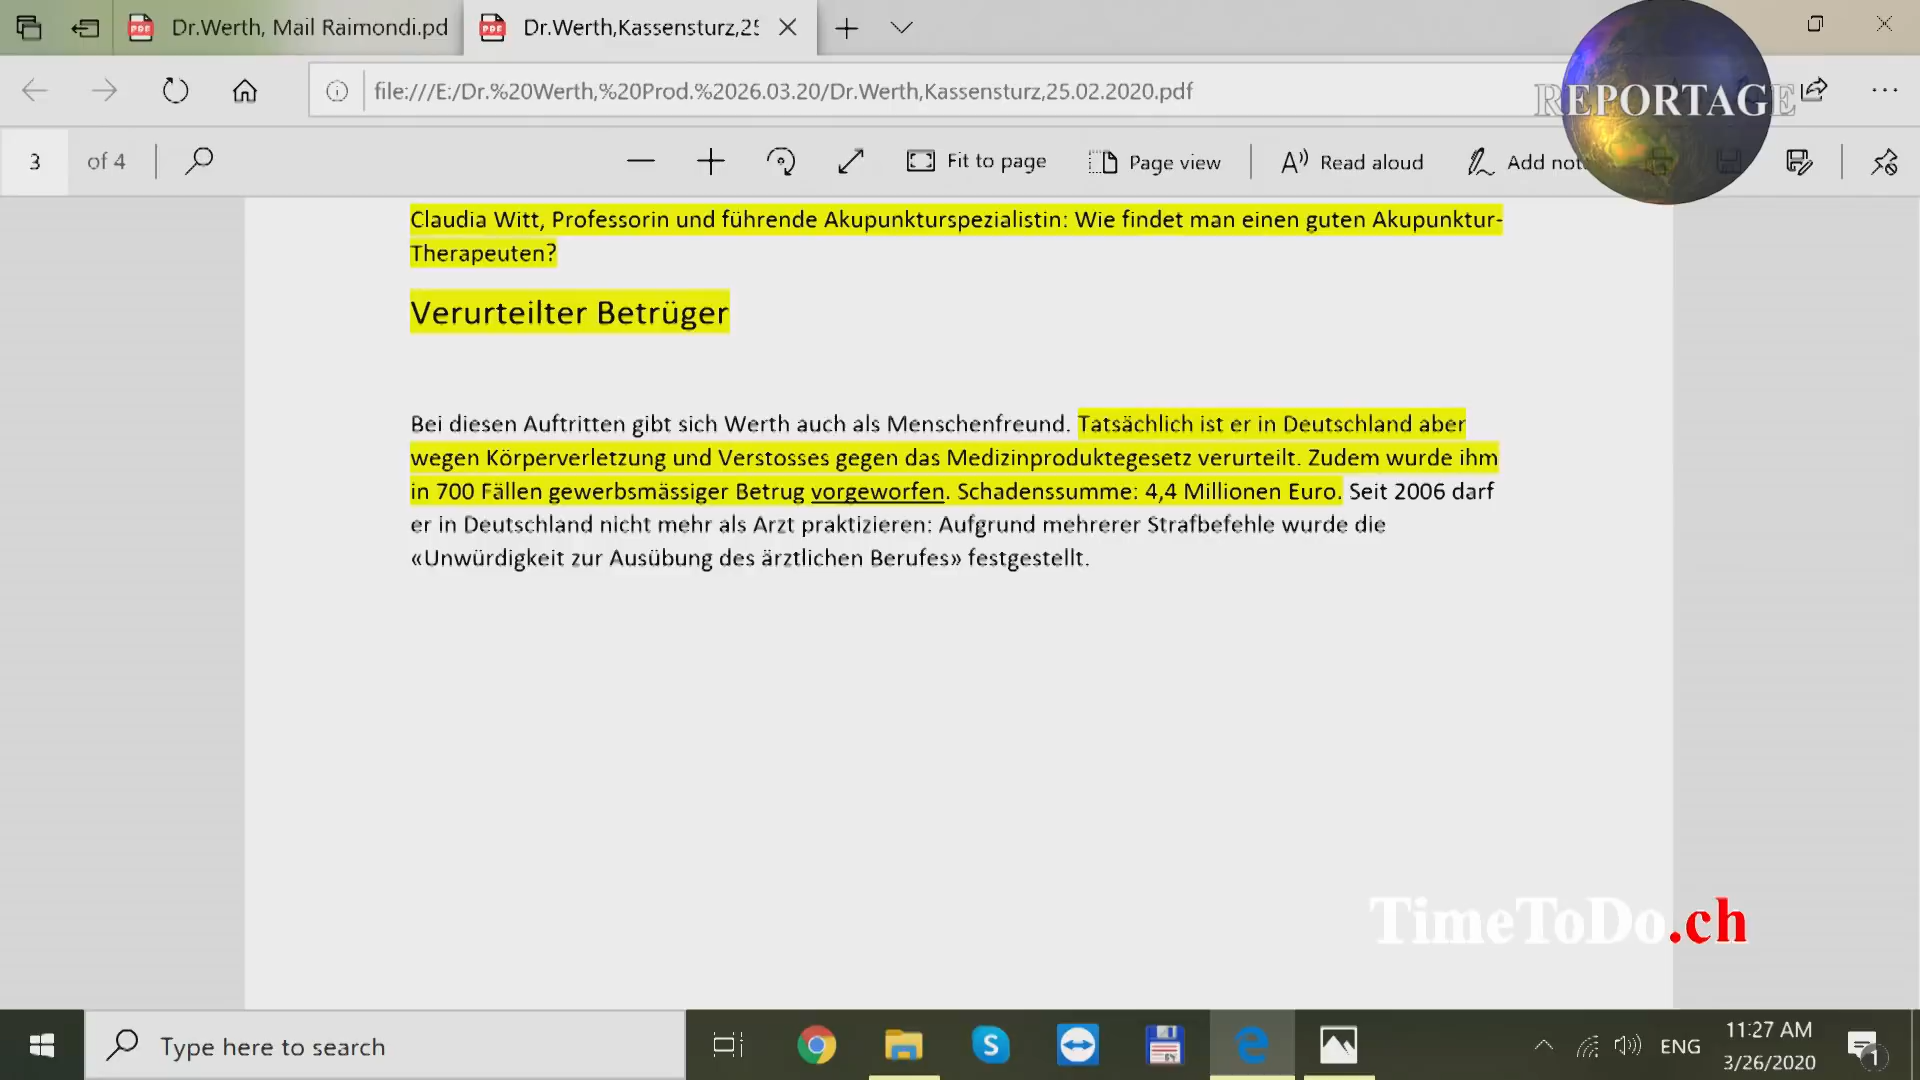 Dr.Werth, Mail Raimondi.pd
Dr.Werth,Kassensturz,25
file:///E:/Dr.%20Werth,%20Prod.%2026.03.20/Dr.Werth,Kassensturz,25.02.2020.pdf
REPORTAGE
3 of 4
Fit to page
Page view
Read aloud
Add not
Claudia Witt, Professorin und führende Akupunkturspezialistin: Wie findet man einen guten Akupunktur-
Therapeuten?
Verurteilter Betrüger
Bei diesen Auftritten gibt sich Werth auch als Menschenfreund. Tatsächlich ist er in Deutschland aber
wegen Körperverletzung und Verstosses gegen das Medizinproduktegesetz verurteilt. Zudem wurde ihm
in 700 Fällen gewerbsmässiger Betrug vorgeworfen. Schadenssumme: 4,4 Millionen Euro. Seit 2006 darf
er in Deutschland nicht mehr als Arzt praktizieren: Aufgrund mehrerer Strafbefehle wurde die
«Unwürdigkeit zur Ausübung des ärztlichen Berufes» festgestellt.
TimeToDo.ch
Type here to search
ENG
11:27 AM
3/26/2020
1